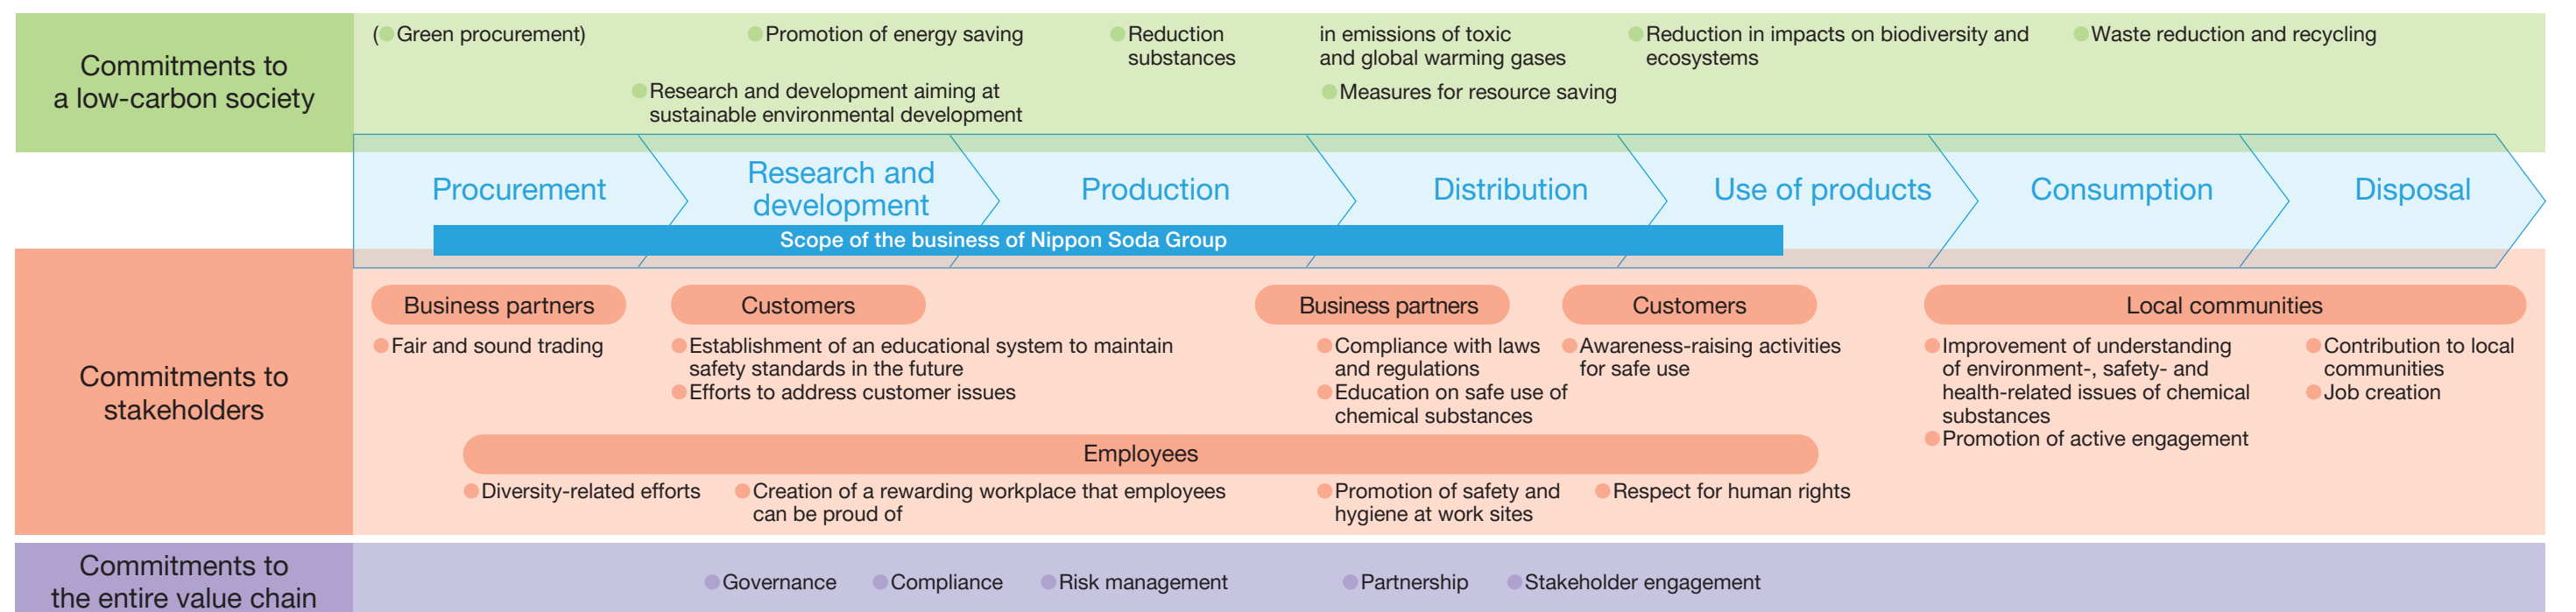 Commitments to
a low-carbon society
(●Green procurement)
●Promotion of energy saving
●Reduction in emissions of toxic
substances and global warming gases
●Reduction in impacts on biodiversity and
ecosystems
●Waste reduction and recycling
●Research and development aiming at
sustainable environmental development
●Measures for resource saving
Procurement
Research and
development
Production
Distribution
Use of products
Consumption
Disposal
Scope of the business of Nippon Soda Group
Commitments to
stakeholders
Business partners
●Fair and sound trading
Customers
●Establishment of an educational system to maintain
safety standards in the future
●Efforts to address customer issues
Business partners
●Compliance with laws
and regulations
●Education on safe use of
chemical substances
Customers
●Awareness-raising activities
for safe use
Local communities
●Improvement of understanding
of environment-, safety- and
health-related issues of chemical
substances
●Promotion of active engagement
●Contribution to local
communities
●Job creation
Employees
●Diversity-related efforts
●Creation of a rewarding workplace that employees
can be proud of
●Promotion of safety and
hygiene at work sites
●Respect for human rights
Commitments to
the entire value chain
●Governance
●Compliance
●Risk management
●Partnership
●Stakeholder engagement